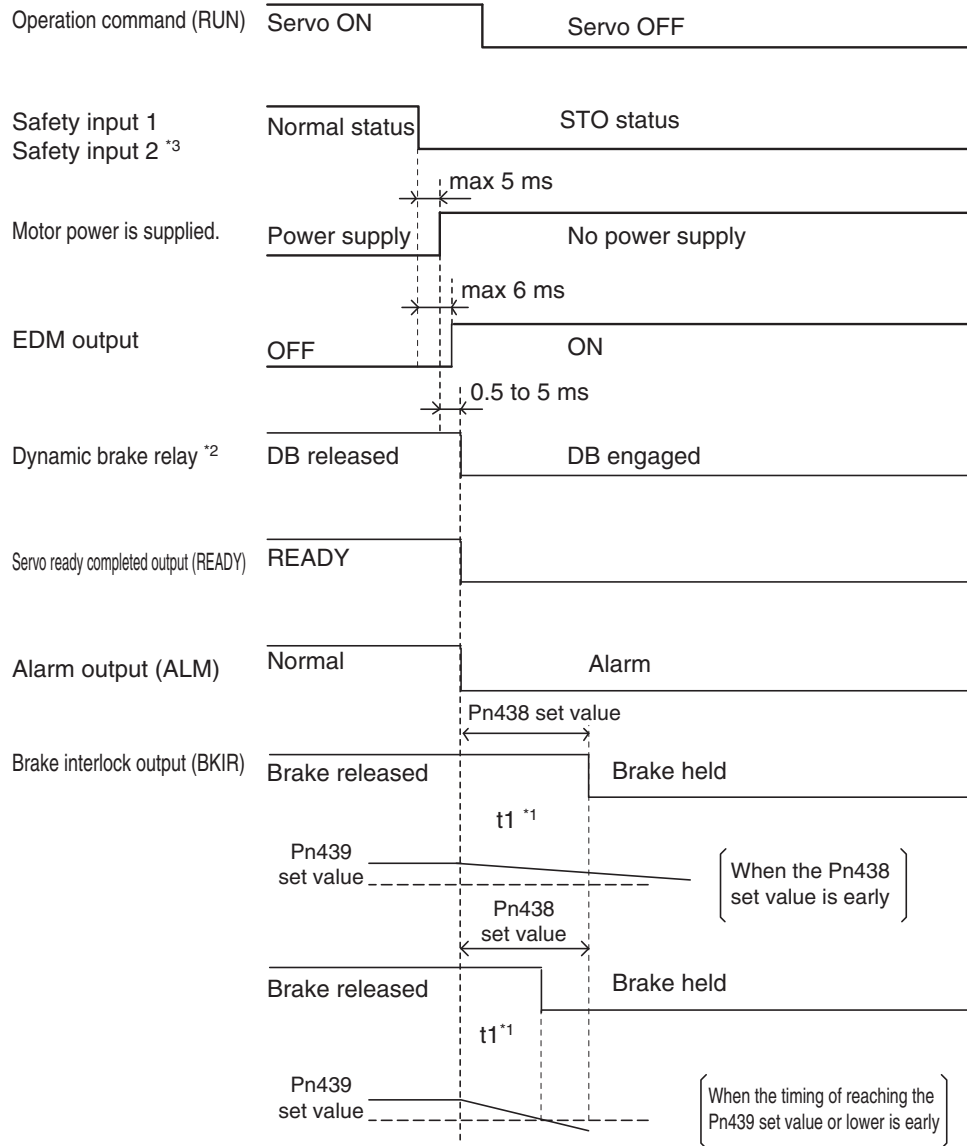 Operation command (RUN)
Servo ON
Servo OFF
Safety input 1
Safety input 2 *3
Normal status
STO status
max 5 ms
Motor power is supplied.
Power supply
No power supply
max 6 ms
EDM output
OFF
ON
0.5 to 5 ms
Dynamic brake relay *2
DB released
DB engaged
Servo ready completed output (READY)
READY
Alarm output (ALM)
Normal
Alarm
Pn438 set value
Brake interlock output (BKIR)
Brake released
Brake held
t1 *1
Pn439
set value
When the Pn438
set value is early
Pn438
set value
Brake released
Brake held
t1*1
Pn439
set value
When the timing of reaching the
Pn439 set value or lower is early